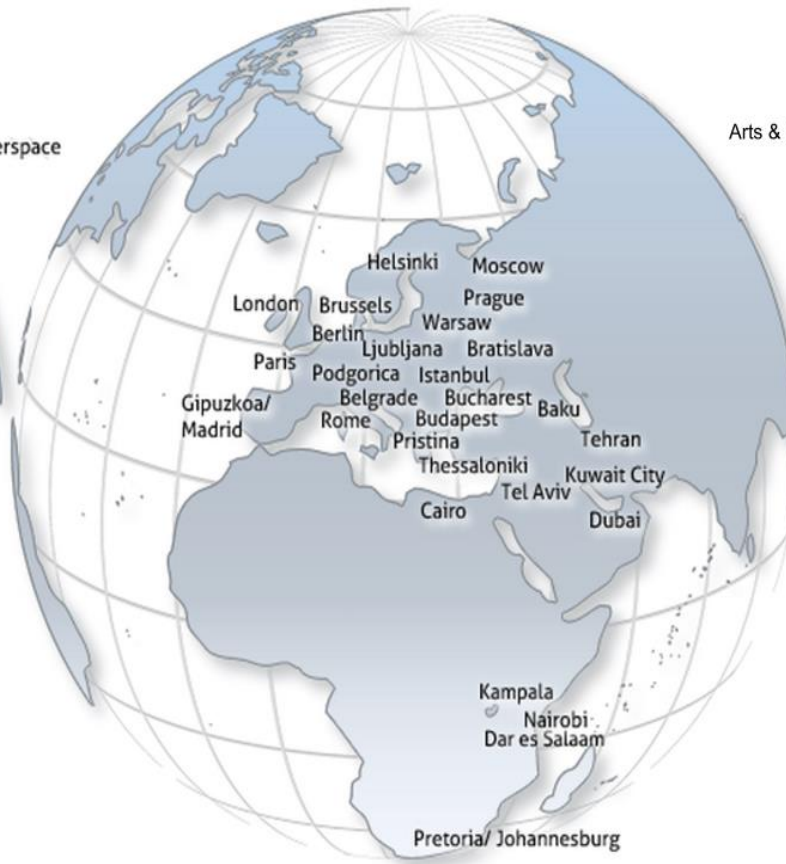 erspace
Arts &
Helsinki
Moscow
Prague
London
Brussels
Warsaw
Berlin
Ljubljana
Bratislava
Paris
Podgorica
Istanbul
Gipuzkoa/
Madrid
Belgrade
Bucharest
Baku
Rome
Budapest
Pristina
Tehran
Thessaloniki
Kuwait City
Tel Aviv
Cairo
Dubai
Kampala
Nairobi
Dar es Salaam
Pretoria/ Johannesburg